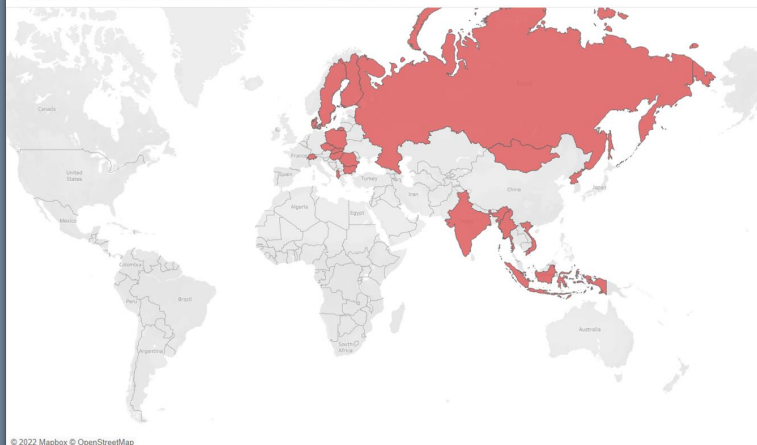 Canada
United
States
Mexico
Colombia
Peru
Brazil
Argentina
France
Spain
Turkey
Iran
Algeria
Egypt
South
Africa
China
Japan
Australia
© 2022 Mapbox © OpenStreetMap